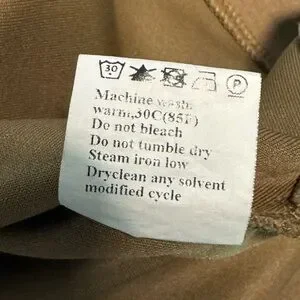 30 P
Machine wash
warm,30C(85F)
Do not bleach
Do not tumble dry
Steam iron low
Dryclean any solvent
modified cycle